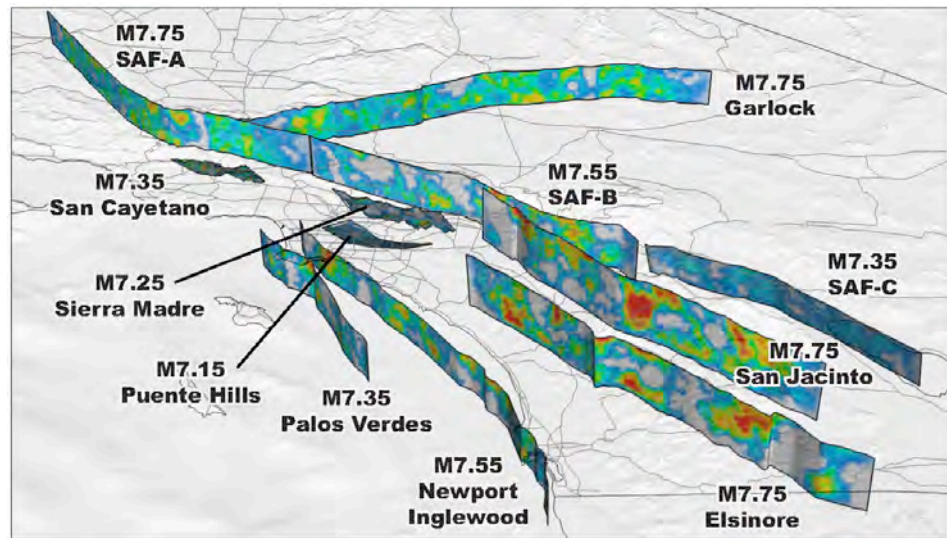 M7.75
SAF-A
M7.75
Garlock
M7.35
San Cayetano
M7.55
SAF-B
M7.25
Sierra Madre
M7.35
SAF-C
M7.15
Puente Hills
M7.35
Palos Verdes
M7.75
San Jacinto
M7.55
Newport
Inglewood
M7.75
Elsinore